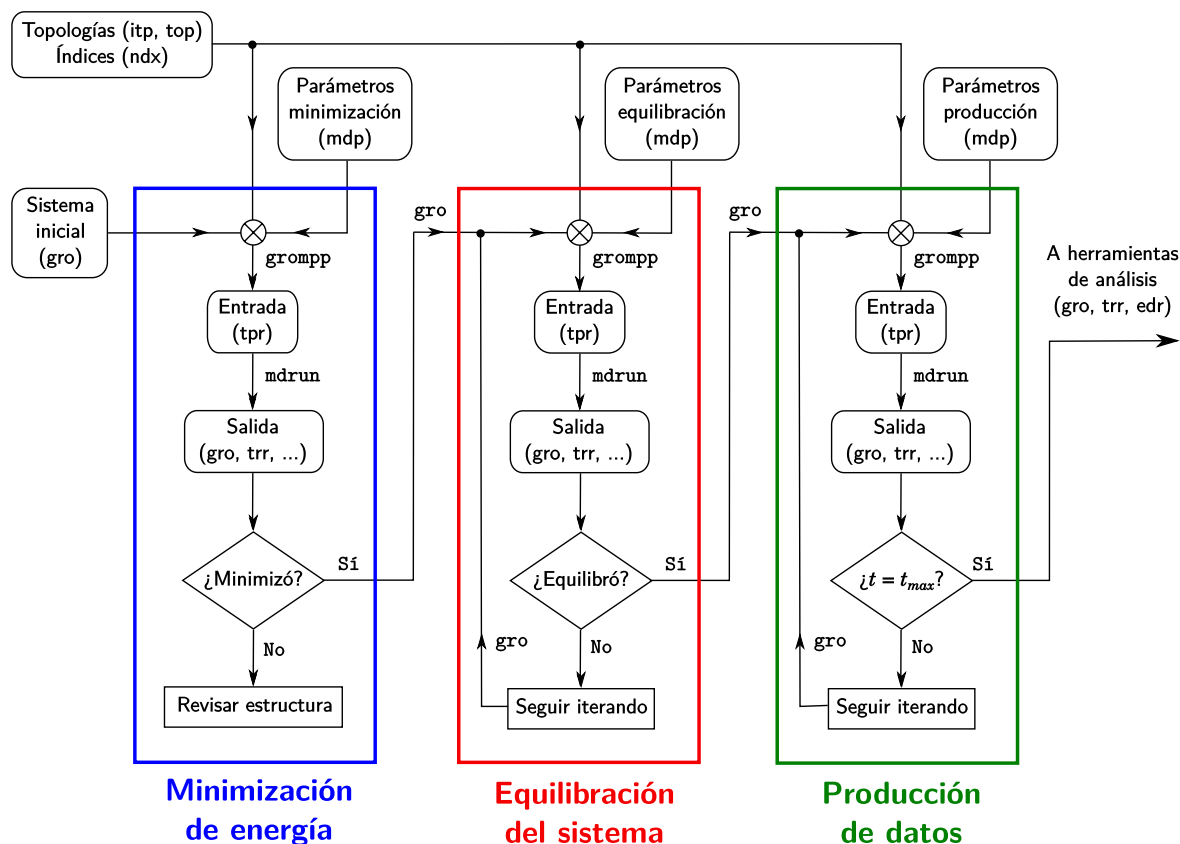 Topologías (itp, top)
Índices (ndx)
Parámetros
minimización
(mdp)
Parámetros
equilibración
(mdp)
Parámetros
producción
(mdp)
Sistema
inicial
(gro)
gro
gro
grompp
grompp
grompp
A herramientas
de análisis
(gro, trr, edr)
Entrada
(tpr)
Entrada
(tpr)
Entrada
(tpr)
mdrun
mdrun
mdrun
Salida
(gro, trr, ...)
Salida
(gro, trr, ...)
Salida
(gro, trr, ...)
¿Minimizó?
Sí
¿Equilibró?
Sí
¿t = tmax?
Sí
No
gro
No
gro
No
Revisar estructura
Seguir iterando
Seguir iterando
Minimización
de energía
Equilibración
del sistema
Producción
de datos